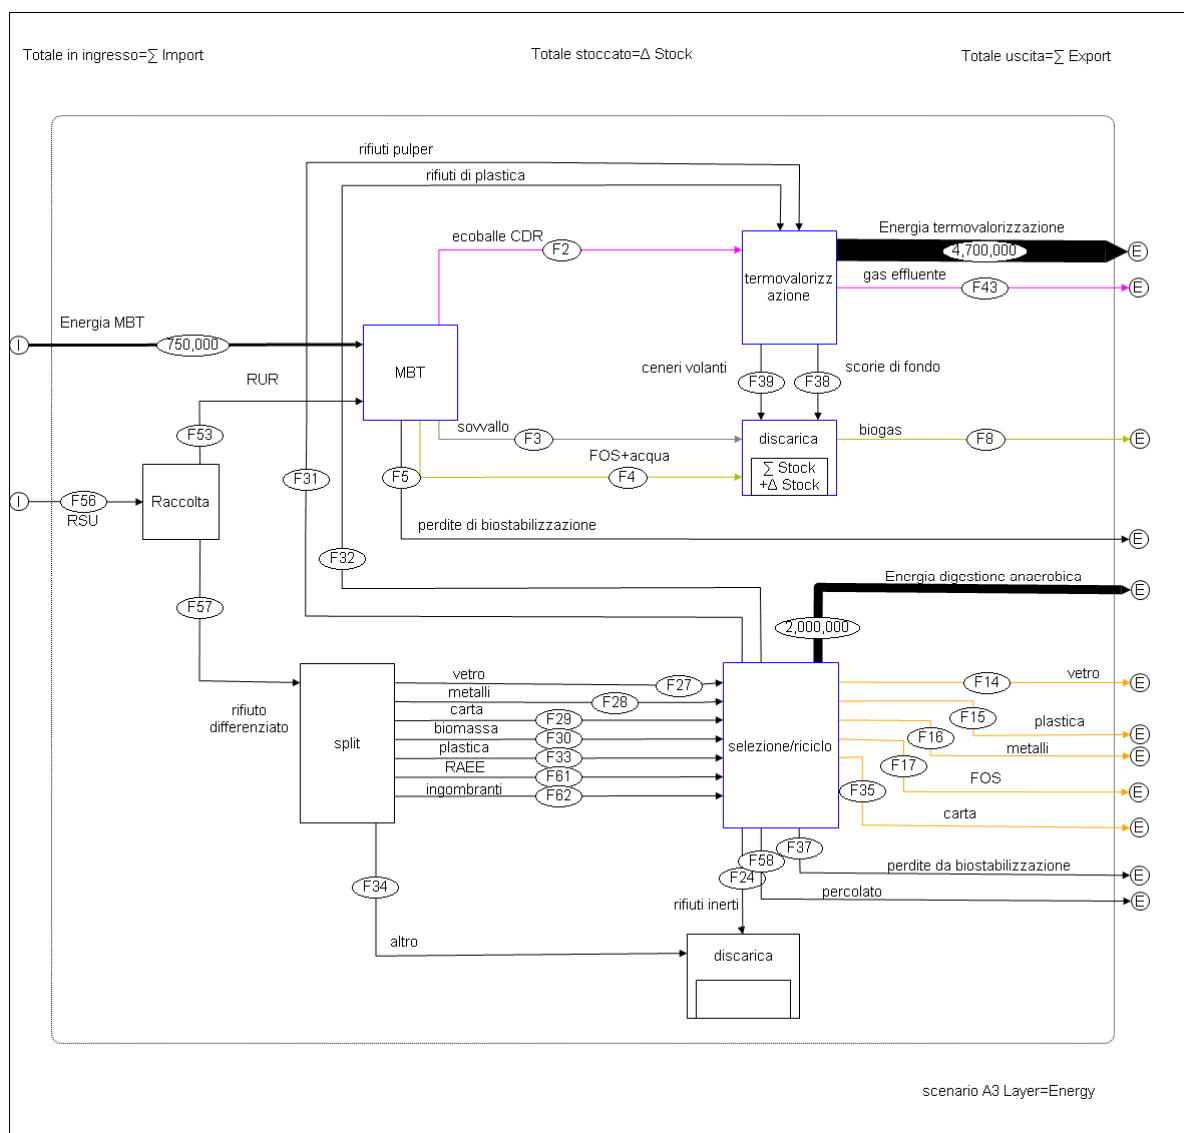 Totale in ingresso=∑ Import
Totale stoccato=Δ Stock
Totale uscita=∑ Export
rifiuti pulper
rifiuti di plastica
ecoballe CDR
F2
termovalorizz
azione
Energia termovalorizzazione
4,700,000
E
gas effluente
F43
E
Energia MBT
I
750,000
MBT
RUR
F53
ceneri volanti
F39
F38
scorie di fondo
sovvallo
F3
FOS+acqua
F4
F5
discarica
∑ Stock
+Δ Stock
biogas
F8
E
F31
I
F56
RSU
Raccolta
perdite di biostabilizzazione
E
F32
F57
Energia digestione anaerobica
E
2,000,000
rifiuto
differenziato
split
vetro
F27
metalli
F28
carta
F29
biomassa
F30
plastica
F33
RAEE
F61
ingombranti
F62
selezione/riciclo
F14
vetro
E
F15
plastica
E
F16
metalli
E
F17
FOS
E
F35
carta
E
F37
perdite da biostabilizzazione
E
F58
percolato
E
F24
rifiuti inerti
F34
altro
discarica
scenario A3 Layer=Energy